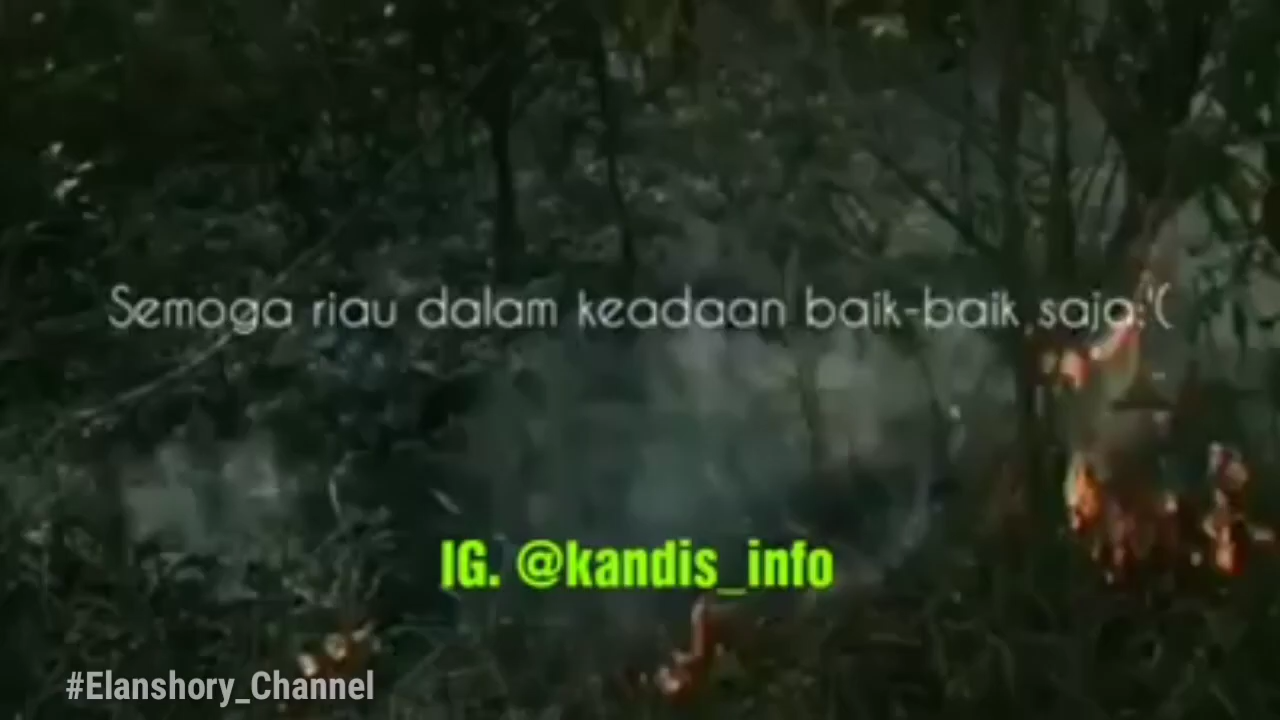 Semoga riau dalam keadaan baik-baik saja:'(
IG. @kandis_info
#Elanshory_Channel